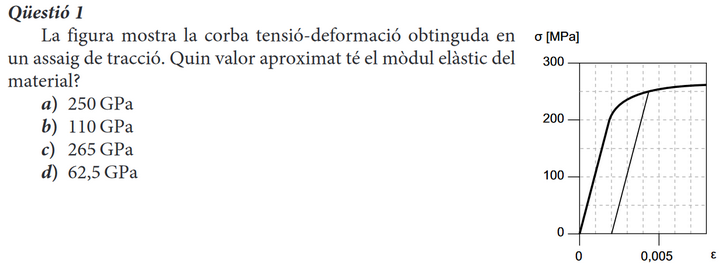 Qüestió 1
La figura mostra la corba tensió-deformació obtinguda en
un assaig de tracció. Quin valor aproximat té el mòdul elàstic del
material?
a) 250 GPa
b) 110 GPa
c) 265 GPa
d) 62,5 GPa
σ [MPa]
300
200
100
0
0 0,005 ε